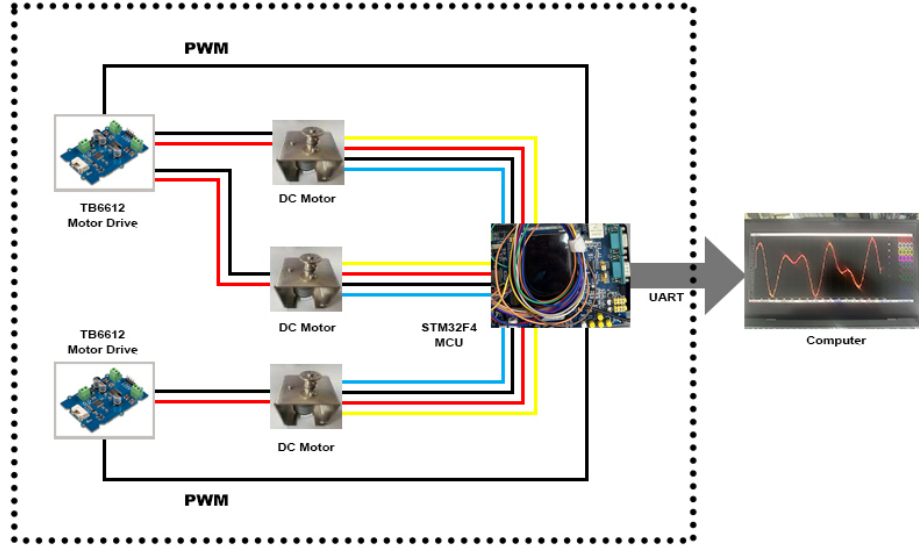 PWM
TB6612
Motor Drive
DC Motor
DC Motor
STM32F4
MCU
UART
Computer
TB6612
Motor Drive
DC Motor
PWM